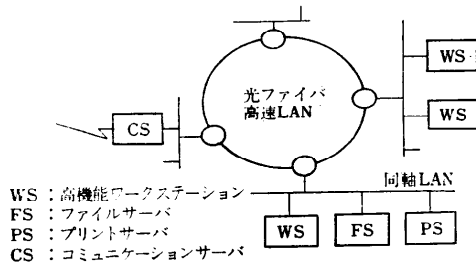 WS
光ファイバ
高速LAN
WS
CS
同軸LAN
WS：高機能ワークステーション
FS：ファイルサーバ
PS：プリントサーバ
CS：コミュニケーションサーバ
WS
FS
PS